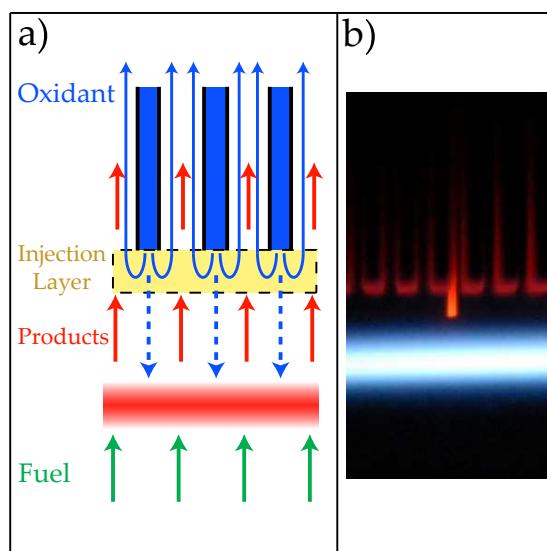 a)
b)
Oxidant
Injection
Layer
Products
Fuel